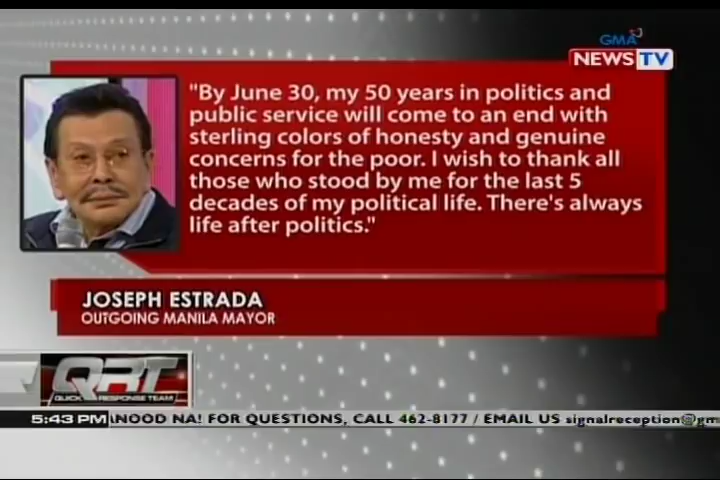 GMA
NEWS TV
"By June 30, my 50 years in politics and
public service will come to an end with
sterling colors of honesty and genuine
concerns for the poor. I wish to thank all
those who stood by me for the last 5
decades of my political life. There's always
life after politics."
JOSEPH ESTRADA
OUTGOING MANILA MAYOR
QRT
QUICK RESPONSE TEAM
5:43 PM ANOOD NA! FOR QUESTIONS, CALL 462-8177 / EMAIL US signalreception@gm